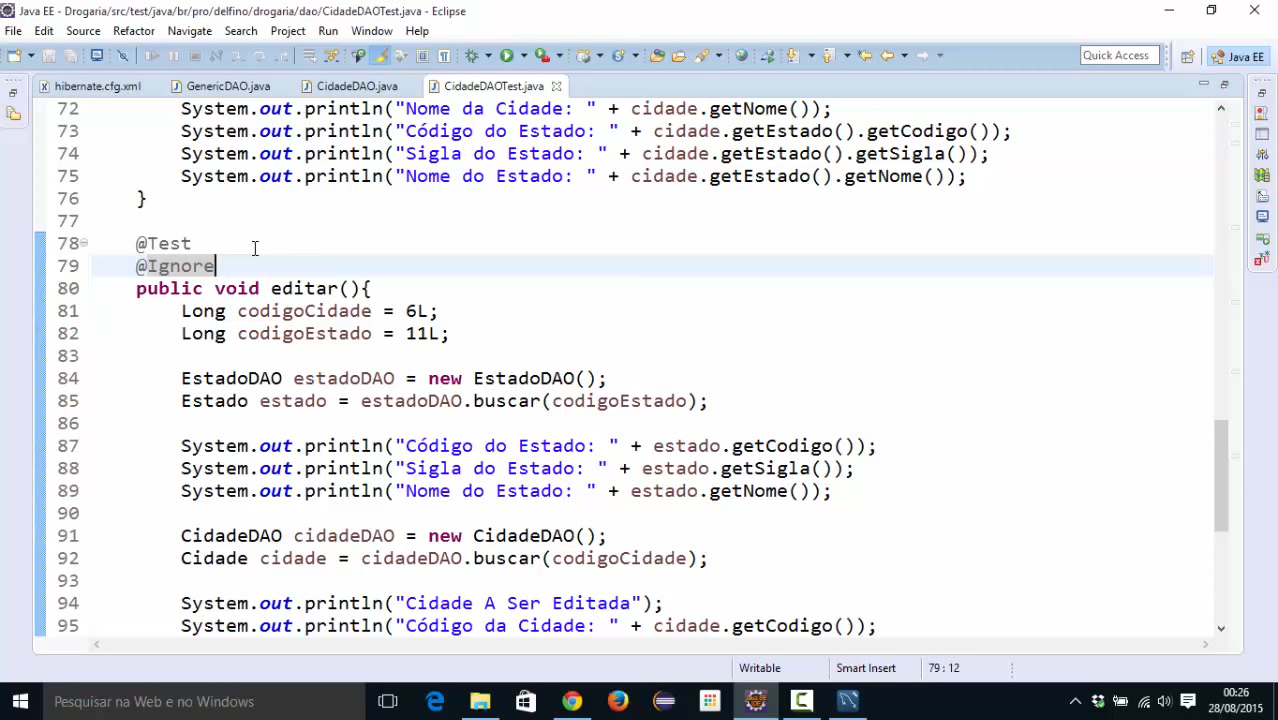 Java EE - Drogaria/src/test/java/br/pro/delfino/drogaria/dao/CidadeDAOTest.java - Eclipse
File Edit Source Refactor Navigate Search Project Run Window Help
Quick Access Java EE
hibernate.cfg.xml GenericDAO.java CidadeDAO.java CidadeDAOTest.java
72 System.out.println("Nome da Cidade: " + cidade.getNome());
73 System.out.println("Código do Estado: " + cidade.getEstado().getCodigo());
74 System.out.println("Sigla do Estado: " + cidade.getEstado().getSigla());
75 System.out.println("Nome do Estado: " + cidade.getEstado().getNome());
76 }
77
78 @Test
79 @Ignore
80 public void editar(){
81 Long codigoCidade = 6L;
82 Long codigoEstado = 11L;
83
84 EstadoDAO estadoDAO = new EstadoDAO();
85 Estado estado = estadoDAO.buscar(codigoEstado);
86
87 System.out.println("Código do Estado: " + estado.getCodigo());
88 System.out.println("Sigla do Estado: " + estado.getSigla());
89 System.out.println("Nome do Estado: " + estado.getNome());
90
91 CidadeDAO cidadeDAO = new CidadeDAO();
92 Cidade cidade = cidadeDAO.buscar(codigoCidade);
93
94 System.out.println("Cidade A Ser Editada");
95 System.out.println("Código da Cidade: " + cidade.getCodigo());
Writable Smart Insert 79 : 12
Pesquisar na Web e no Windows
00:26
28/08/2015